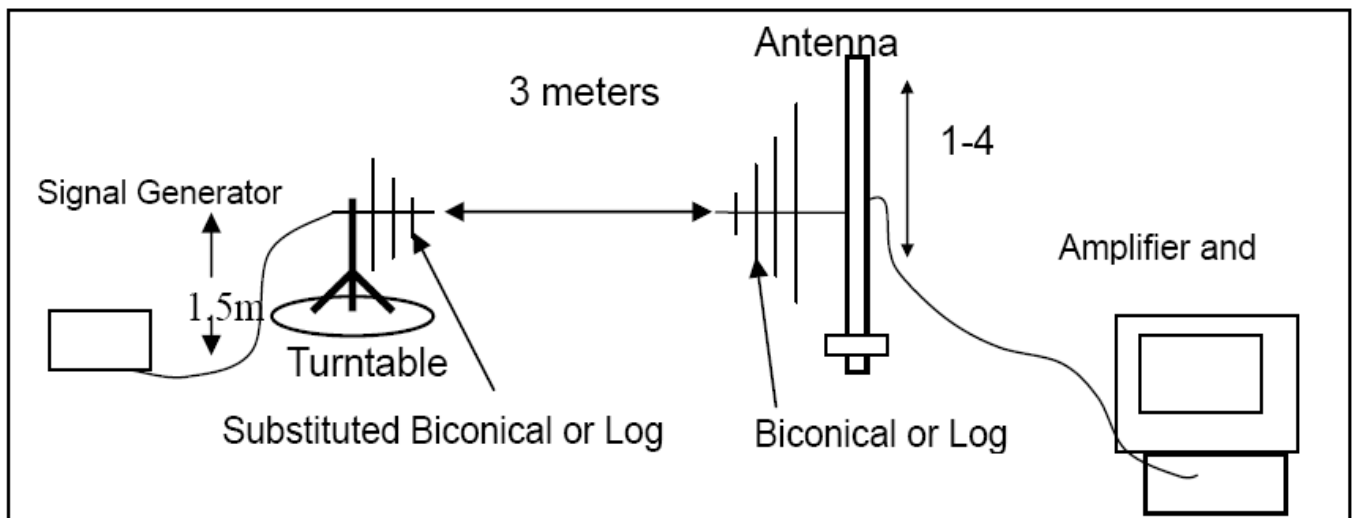 Antenna
3 meters
1-4
Signal Generator
Amplifier and
1.5m
Turntable
Substituted Biconical or Log
Biconical or Log